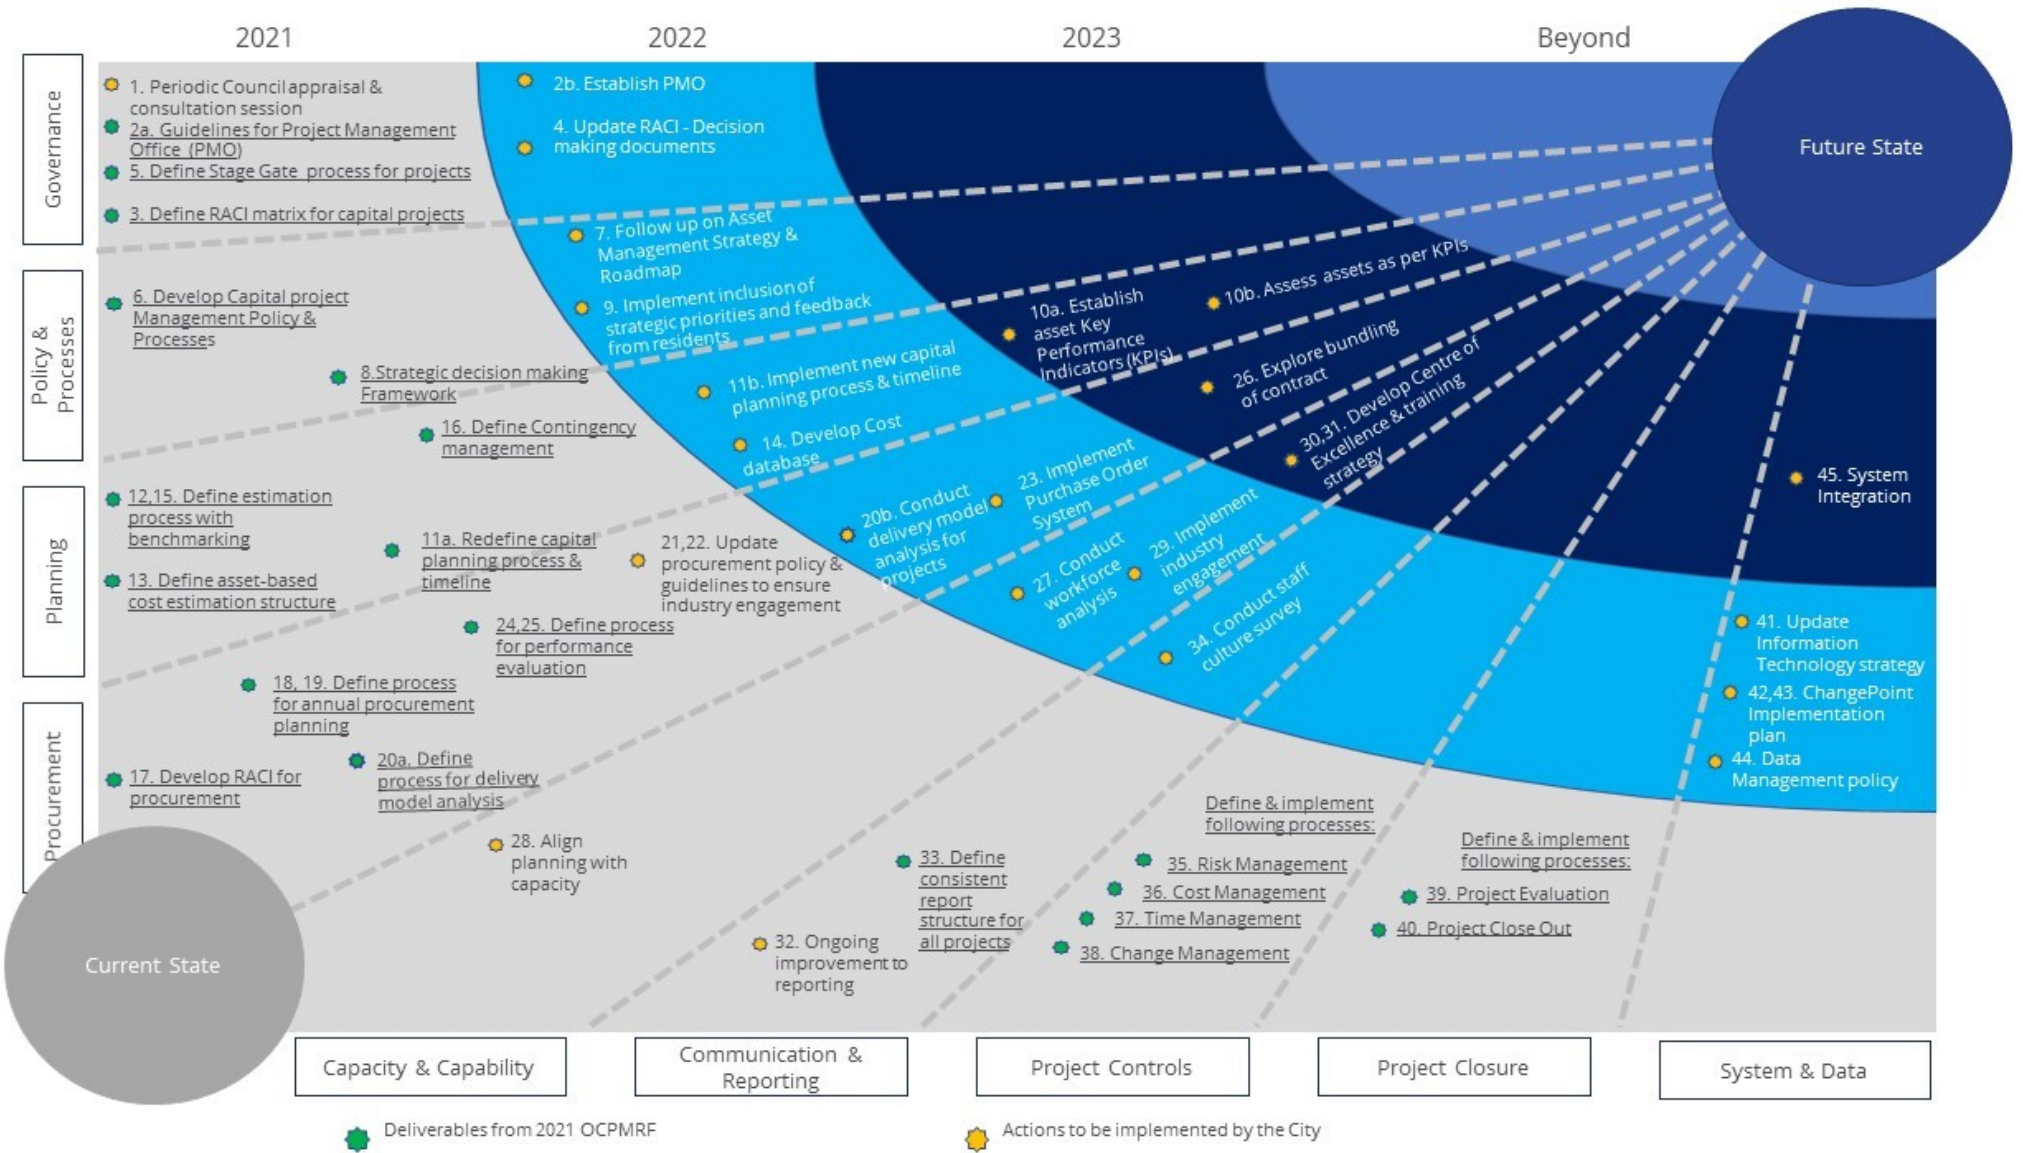 2021
2022
2023
Beyond
Governance
Policy &
Processes
Planning
Procurement
1. Periodic Council appraisal &
consultation session
2a. Guidelines for Project Management
Office (PMO)
5. Define Stage Gate process for projects
3. Define RACI matrix for capital projects
2b. Establish PMO
4. Update RACI - Decision
making documents
Future State
6. Develop Capital project
Management Policy &
Processes
8.Strategic decision making
Framework
7. Follow up on Asset
Management Strategy &
Roadmap
9. Implement inclusion of
strategic priorities and feedback
from residents
10a. Establish
asset Key
Performance
Indicators (KPIs)
10b. Assess assets as per KPIs
16. Define Contingency
management
12,15. Define estimation
process with
benchmarking
13. Define asset-based
cost estimation structure
11a. Redefine capital
planning process &
timeline
11b. Implement new capital
planning process & timeline
14. Develop Cost
database
26. Explore bundling
of contract
21,22. Update
procurement policy &
guidelines to ensure
industry engagement
20b. Conduct
delivery model
analysis for
projects
23. Implement
Purchase Order
System
24,25. Define process
for performance
evaluation
18, 19. Define process
for annual procurement
planning
17. Develop RACI for
procurement
20a. Define
process for delivery
model analysis
30,31. Develop Centre of
Excellence & training
strategy
27. Conduct
workforce
analysis
29. Implement
industry
engagement
34. Conduct staff
culture survey
28. Align
planning with
capacity
32. Ongoing
improvement to
reporting
33. Define
consistent
report
structure for
all projects
Define & implement
following processes:
35. Risk Management
36. Cost Management
37. Time Management
38. Change Management
Define & implement
following processes:
39. Project Evaluation
40. Project Close Out
45. System
Integration
41. Update
Information
Technology strategy
42,43. ChangePoint
Implementation
plan
44. Data
Management policy
Current State
Capacity & Capability
Communication &
Reporting
Project Controls
Project Closure
System & Data
Deliverables from 2021 OCPMRF
Actions to be implemented by the City